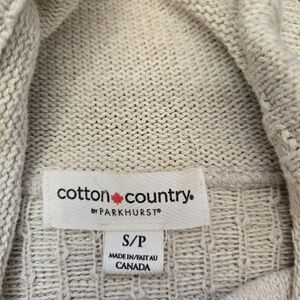 cotton country®
BY PARKHURST®
S/P
MADE IN/FAIT AU
CANADA